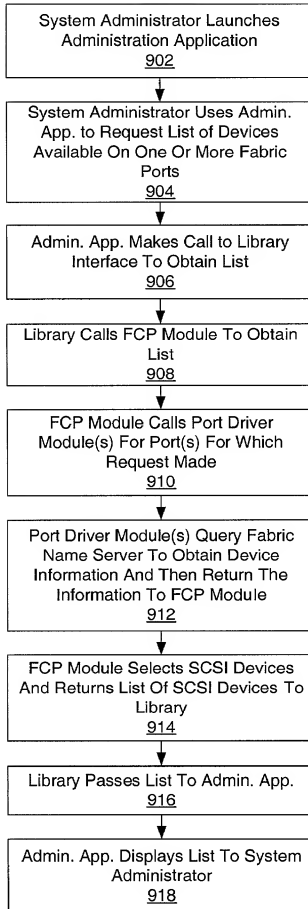 System Administrator Launches
Administration Application
902
System Administrator Uses Admin.
App. to Request List of Devices
Available On One Or More Fabric
Ports
904
Admin. App. Makes Call to Library
Interface To Obtain List
906
Library Calls FCP Module To Obtain
List
908
FCP Module Calls Port Driver
Module(s) For Port(s) For Which
Request Made
910
Port Driver Module(s) Query Fabric
Name Server To Obtain Device
Information And Then Return The
Information To FCP Module
912
FCP Module Selects SCSI Devices
And Returns List Of SCSI Devices To
Library
914
Library Passes List To Admin. App.
916
Admin. App. Displays List To System
Administrator
918